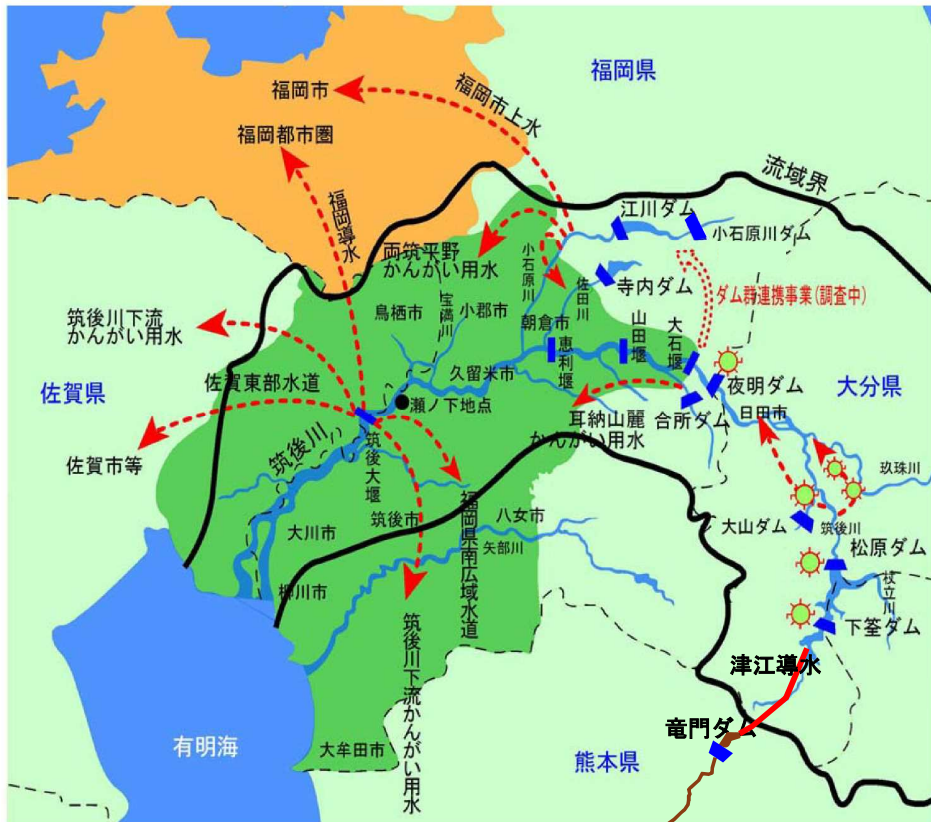 福岡県
福岡市
福岡市上水
福岡都市圏
流域界
福岡導水
江川ダム
小石原川ダム
両筑平野
かんがい用水
小石原川
寺内ダム
佐田川
ダム群連携事業(調査中)
宝満川
鳥栖市
小郡市
朝倉市
筑後川下流
かんがい用水
恵利堰
山田堰
大石堰
佐賀県
佐賀東部水道
久留米市
夜明ダム
大分県
瀬ノ下地点
耳納山麓
かんがい用水
合所ダム
日田市
佐賀市等
筑後川
筑後大堰
玖珠川
大川市
筑後市
八女市
大山ダム
筑後川
福岡県南広域水道
矢部川
松原ダム
柳川市
杖立川
筑後川下流かんがい用水
下筌ダム
津江導水
竜門ダム
有明海
大牟田市
熊本県